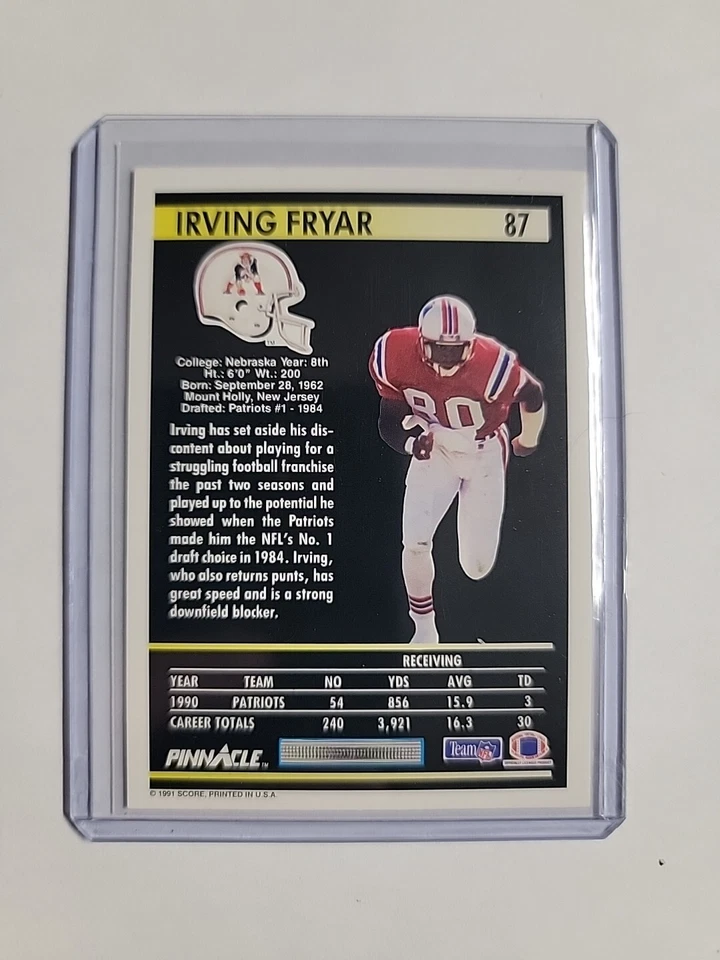 IRVING FRYAR 87
TM
College: Nebraska Year: 8th
Ht.: 6'0" Wt.: 200
Born: September 28, 1962
Mount Holly, New Jersey
Drafted: Patriots #1 - 1984
Irving has set aside his dis-
content about playing for a
struggling football franchise
the past two seasons and
played up to the potential he
showed when the Patriots
made him the NFL's No. 1
draft choice in 1984. Irving,
who also returns punts, has
great speed and is a strong
downfield blocker.
80
RECEIVING
YEAR TEAM NO YDS AVG TD
1990 PATRIOTS 54 856 15.9 3
CAREER TOTALS 240 3,921 16.3 30
PINNACLE TM
Team NFL
© 1991 SCORE, PRINTED IN U.S.A.